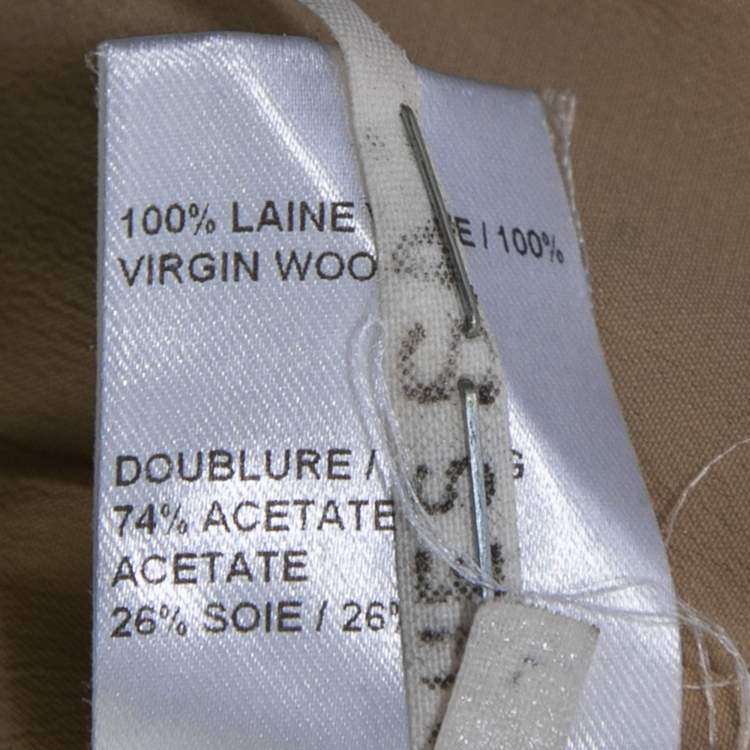 100% LAINE E / 100%
VIRGIN WOO
DOUBLURE / G
74% ACETATE
ACETATE
26% SOIE / 26%